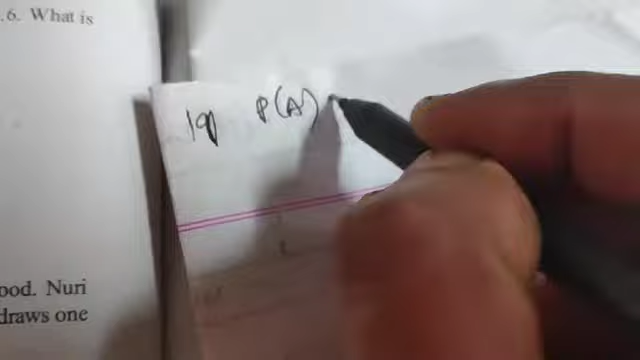 .6. What is
19 P(A)
ood. Nuri
draws one